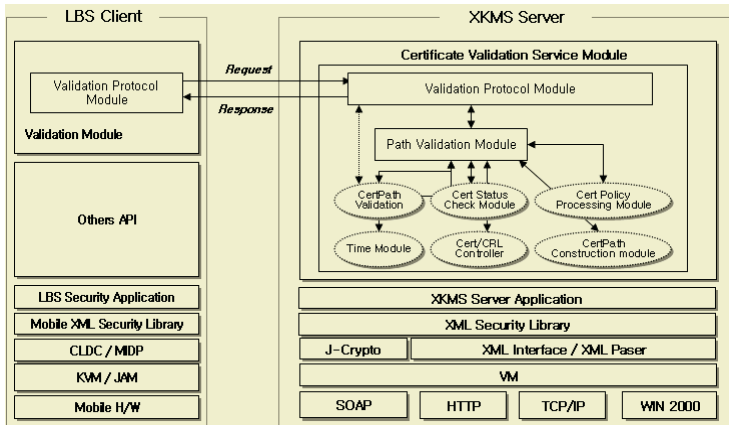 LBS Client
XKMS Server
Certificate Validation Service Module
Validation Protocol
Module
Validation Module
Request
Response
Validation Protocol Module
Path Validation Module
CertPath
Validation
Cert Status
Check Module
Cert Policy
Processing Module
Time Module
Cert/CRL
Controller
CertPath
Construction module
Others API
LBS Security Application
Mobile XML Security Library
CLDC / MIDP
KVM / JAM
Mobile H/W
XKMS Server Application
XML Security Library
J-Crypto
XML Interface / XML Paser
VM
SOAP
HTTP
TCP/IP
WIN 2000